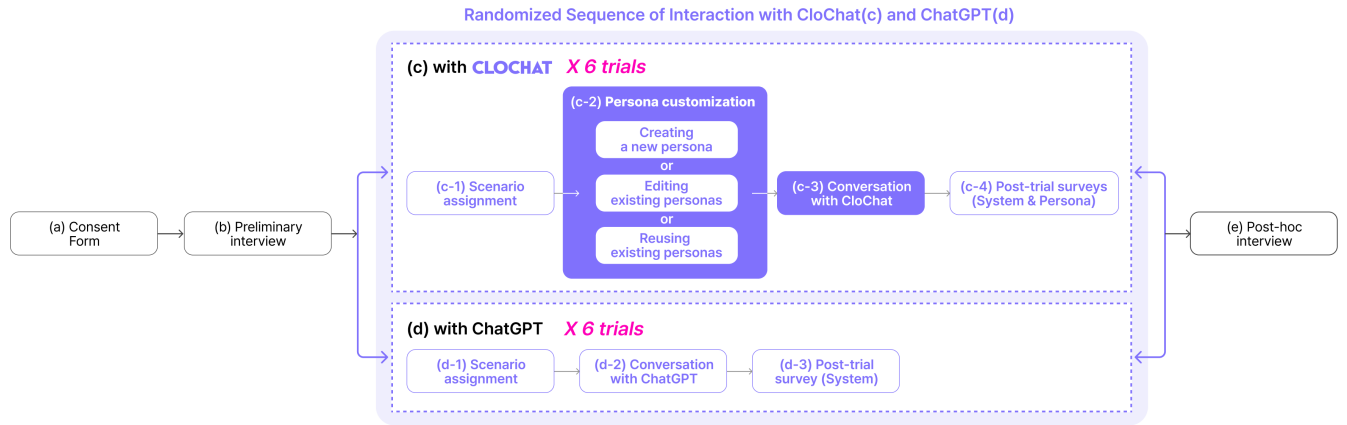 Randomized Sequence of Interaction with CloChat(c) and ChatGPT(d)
(a) Consent
Form
(b) Preliminary
interview
(c) with CLOCHAT X 6 trials
(c-1) Scenario
assignment
(c-2) Persona customization
Creating
a new persona
or
Editing
existing personas
or
Reusing
existing personas
(c-3) Conversation
with CloChat
(c-4) Post-trial surveys
(System & Persona)
(d) with ChatGPT X 6 trials
(d-1) Scenario
assignment
(d-2) Conversation
with ChatGPT
(d-3) Post-trial
survey (System)
(e) Post-hoc
interview